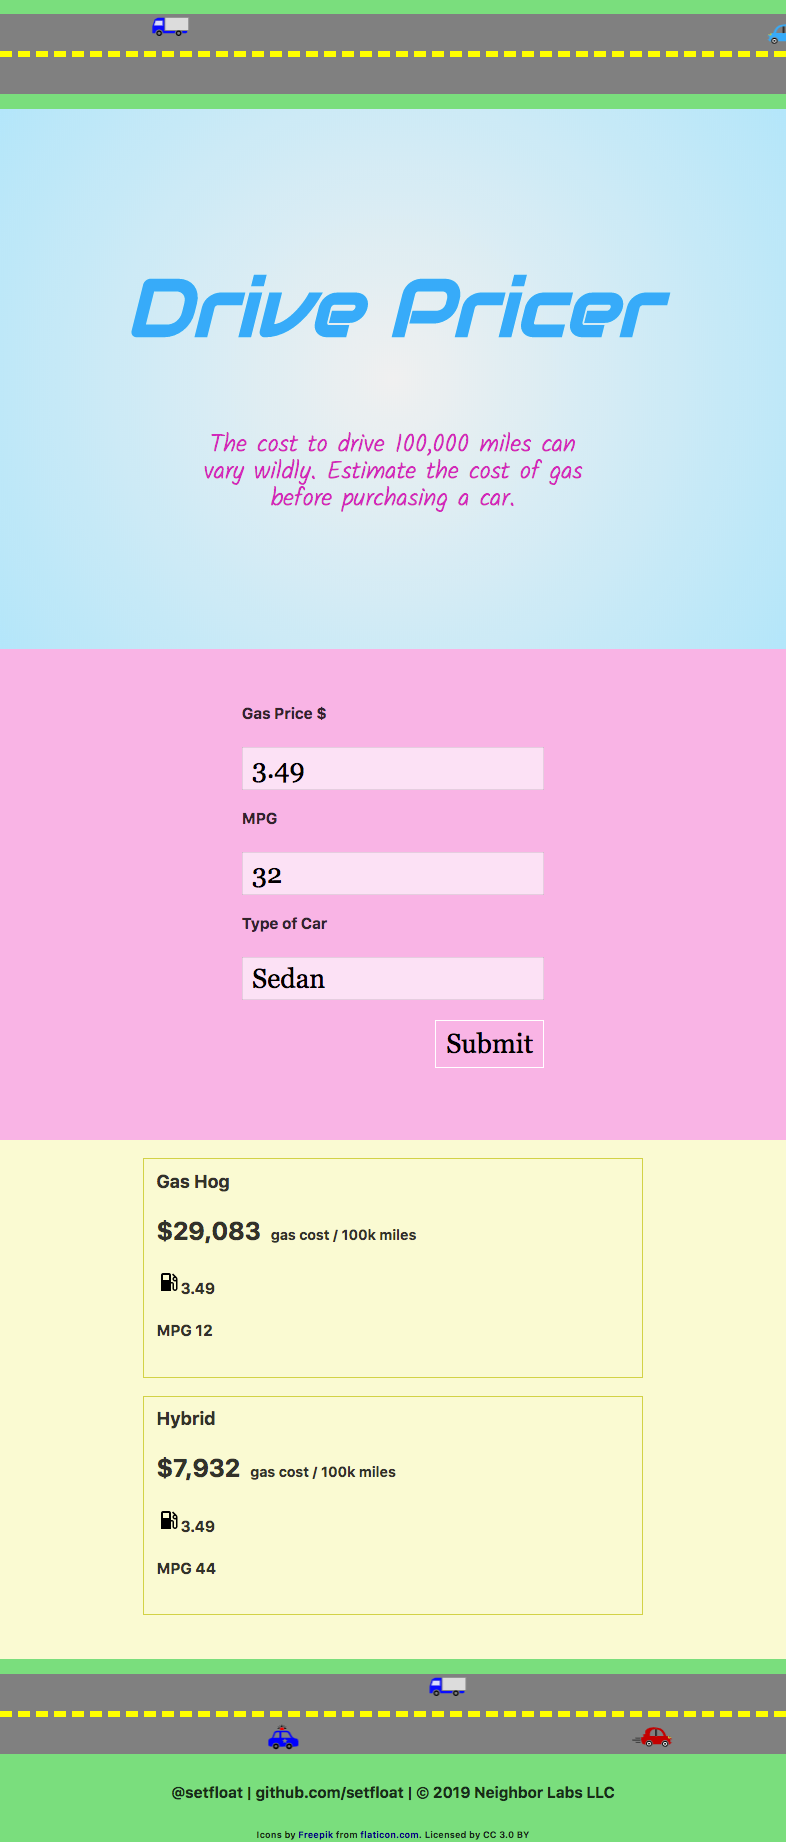 Drive Pricer
The cost to drive 100,000 miles can
vary wildly. Estimate the cost of gas
before purchasing a car.
Gas Price $
3.49
MPG
32
Type of Car
Sedan
Submit
Gas Hog
$29,083 gas cost / 100k miles
3.49
MPG 12
Hybrid
$7,932 gas cost / 100k miles
3.49
MPG 44
@setfloat | github.com/setfloat | © 2019 Neighbor Labs LLC
Icons by Freepik from flaticon.com. Licensed by CC 3.0 BY